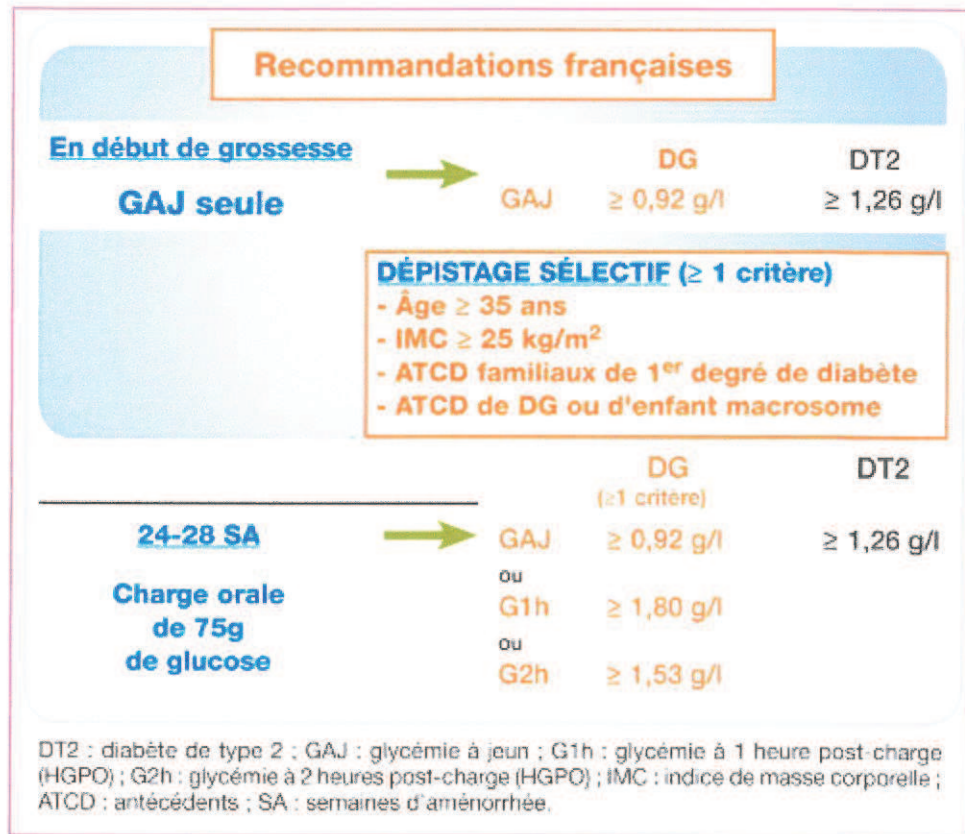 Recommandations françaises
En début de grossesse
GAJ seule
DG DT2
GAJ ≥ 0,92 g/l ≥ 1,26 g/l
DÉPISTAGE SÉLECTIF (≥ 1 critère)
- Âge ≥ 35 ans
- IMC ≥ 25 kg/m²
- ATCD familiaux de 1er degré de diabète
- ATCD de DG ou d'enfant macrosome
DG DT2
(≥1 critère)
24-28 SA
GAJ ≥ 0,92 g/l ≥ 1,26 g/l
ou
Charge orale
de 75g
de glucose
G1h ≥ 1,80 g/l
ou
G2h ≥ 1,53 g/l
DT2 : diabète de type 2 ; GAJ : glycémie à jeun ; G1h : glycémie à 1 heure post-charge
(HGPO) ; G2h : glycémie à 2 heures post-charge (HGPO) ; IMC : indice de masse corporelle ;
ATCD : antécédents ; SA : semaines d'aménorrhée.